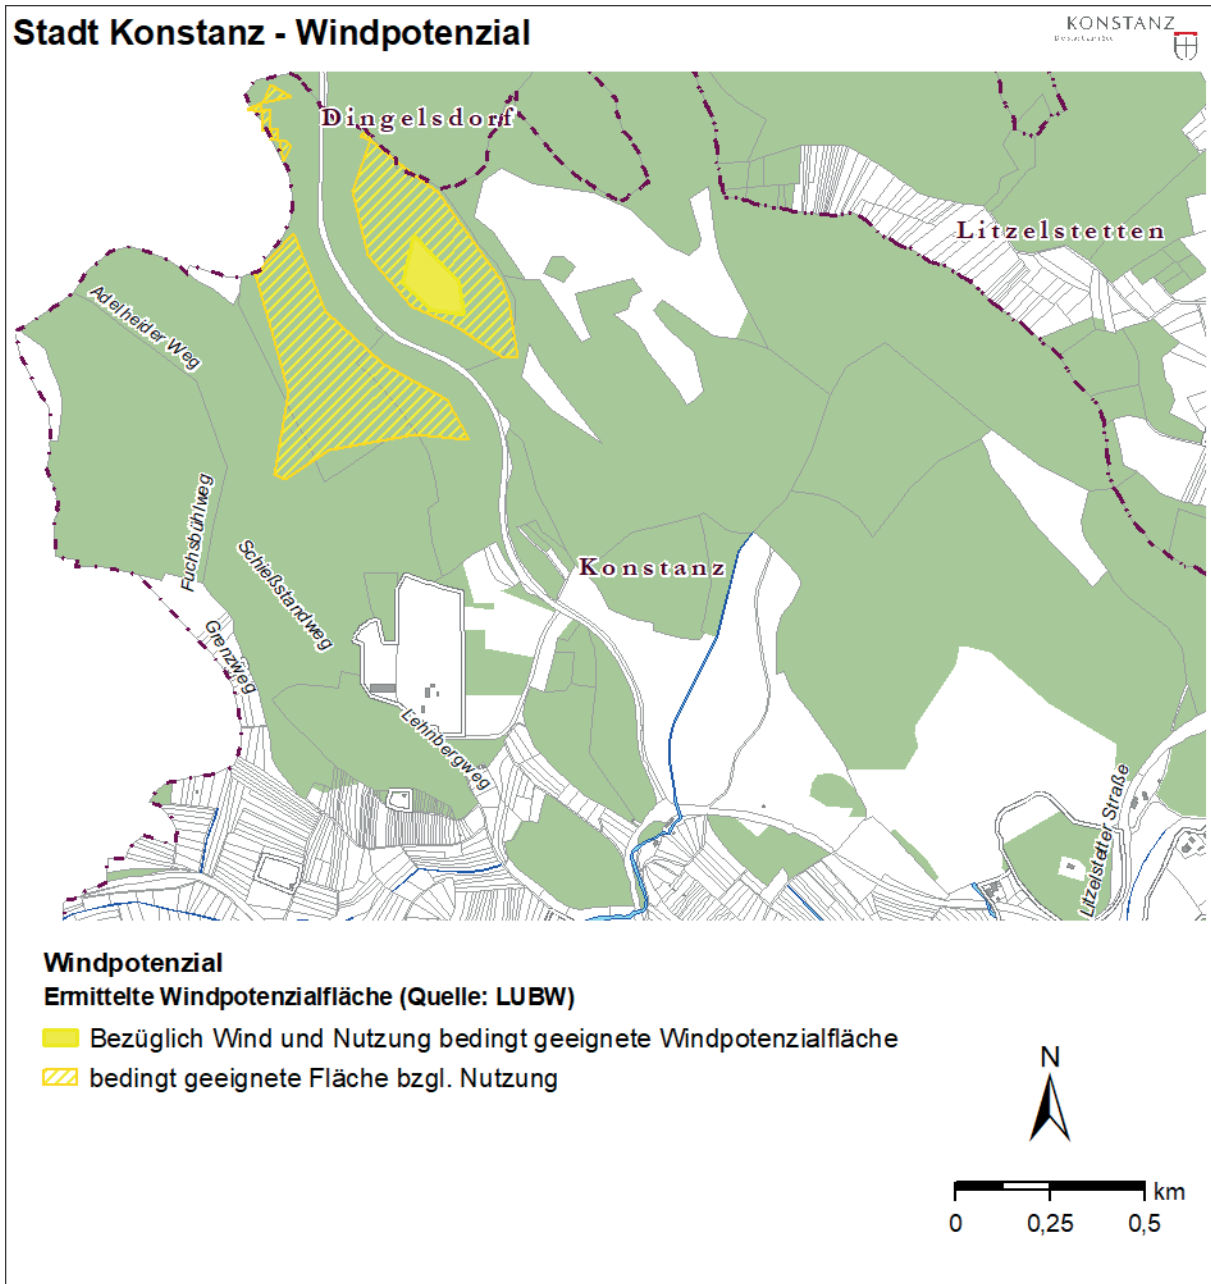 Stadt Konstanz - Windpotenzial
KONSTANZ
Dingelsdorf
Litzelstetten
Adelheider Weg
Fuchsbühlweg
Schießstandweg
Konstanz
Grenzweg
Lehnbergweg
Litzelstetter Straße
Windpotenzial
Ermittelte Windpotenzialfläche (Quelle: LUBW)
Bezüglich Wind und Nutzung bedingt geeignete Windpotenzialfläche
bedingt geeignete Fläche bzgl. Nutzung
N
km
0 0,25 0,5